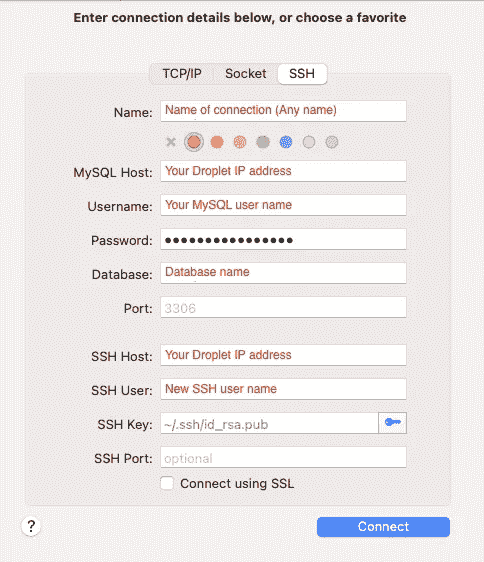 Enter connection details below, or choose a favorite
TCP/IP Socket SSH
Name: Name of connection (Any name)
MySQL Host: Your Droplet IP address
Username: Your MySQL user name
Password: ●●●●●●●●●●●●●●●●
Database: Database name
Port: 3306
SSH Host: Your Droplet IP address
SSH User: New SSH user name
SSH Key: ~/.ssh/id_rsa.pub
SSH Port: optional
Connect using SSL
? Connect